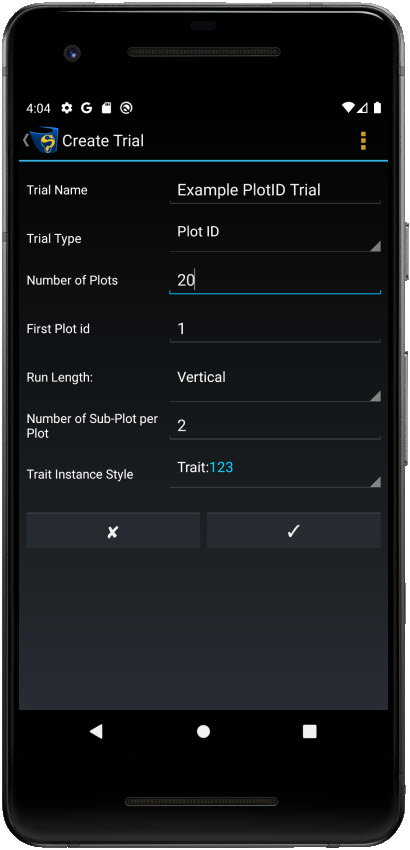 4:04
Create Trial
Trial Name
Example PlotID Trial
Trial Type
Plot ID
Number of Plots
20
First Plot id
1
Run Length:
Vertical
Number of Sub-Plot per
Plot
2
Trait Instance Style
Trait:123